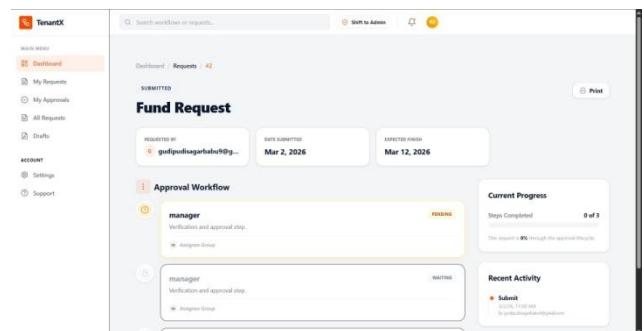 TenantX
Search workflows or requests...
Shift to Admin
MAIN MENU
Dashboard
My Requests
My Approvals
All Requests
Drafts
ACCOUNT
Settings
Support
Dashboard / Requests / 42
SUBMITTED
Fund Request
Print
REQUESTED BY
G gudipudisagarbabu9@g...
DATE SUBMITTED
Mar 2, 2026
EXPECTED FINISH
Mar 12, 2026
Approval Workflow
manager
PENDING
Verification and approval step.
Assignee Group
manager
WAITING
Verification and approval step.
Assignee Group
Current Progress
Steps Completed 0 of 3
This request is 0% through the approval lifecycle.
Recent Activity
Submit